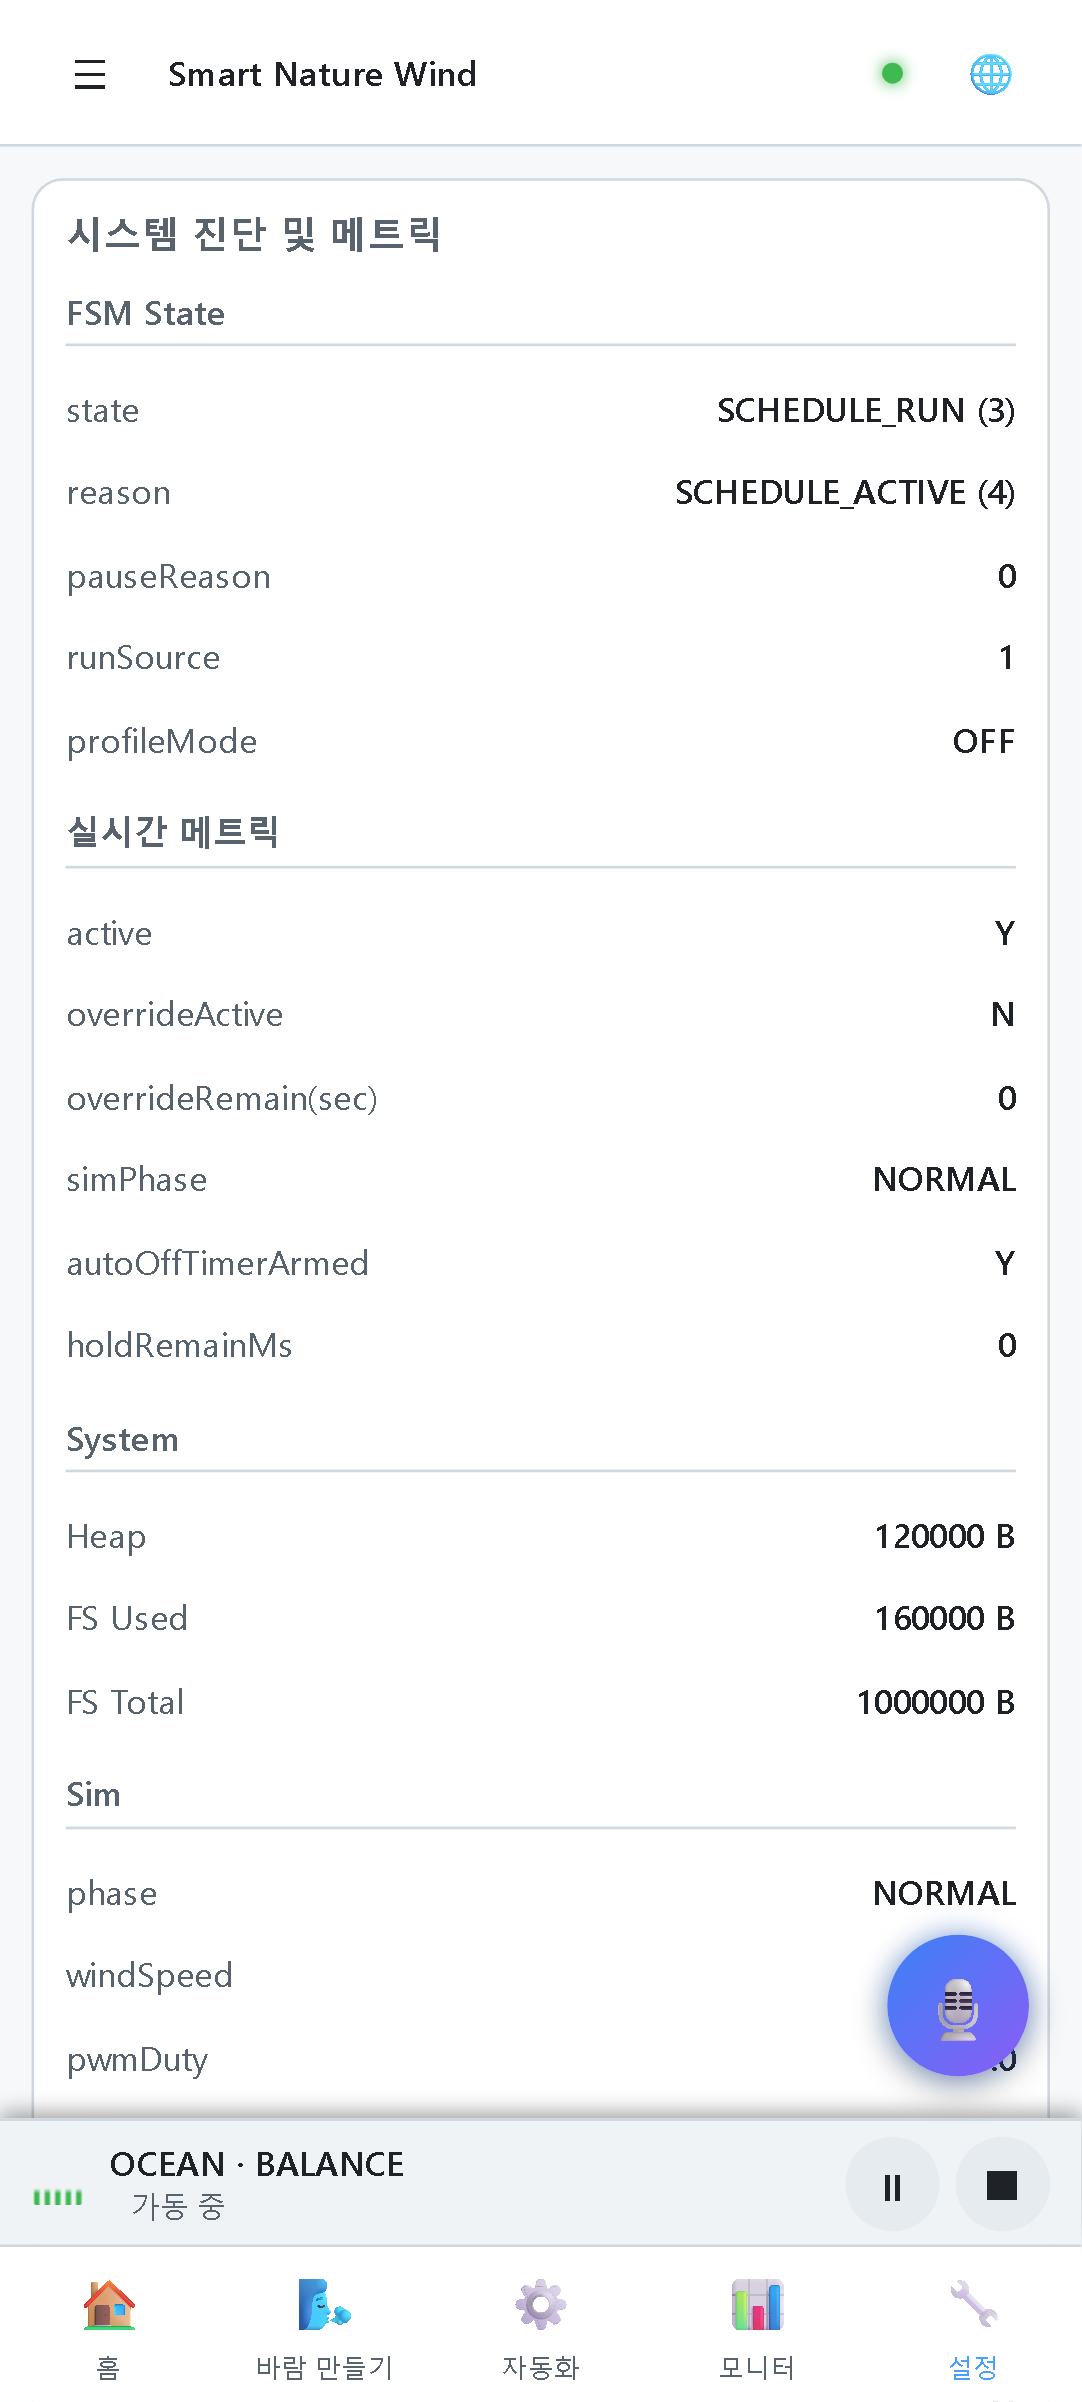 Smart Nature Wind
시스템 진단 및 메트릭
FSM State
state SCHEDULE_RUN (3)
reason SCHEDULE_ACTIVE (4)
pauseReason 0
runSource 1
profileMode OFF
실시간 메트릭
active Y
overrideActive N
overrideRemain(sec) 0
simPhase NORMAL
autoOffTimerArmed Y
holdRemainMs 0
System
Heap 120000 B
FS Used 160000 B
FS Total 1000000 B
Sim
phase NORMAL
windSpeed
pwmDuty
OCEAN · BALANCE
가동 중
홈
바람 만들기
자동화
모니터
설정